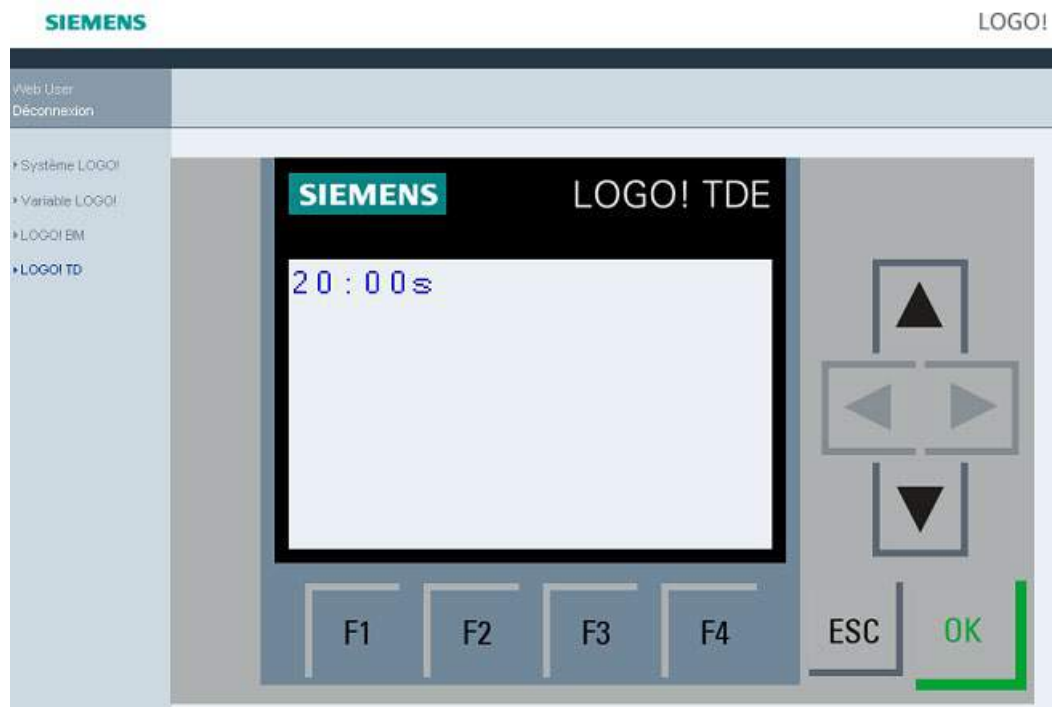 SIEMENS LOGO!
Web User
Déconnexion
Système LOGO!
Variable LOGO!
LOGO! BM
LOGO! TD
SIEMENS LOGO! TDE
20:00s
F1 F2 F3 F4 ESC OK